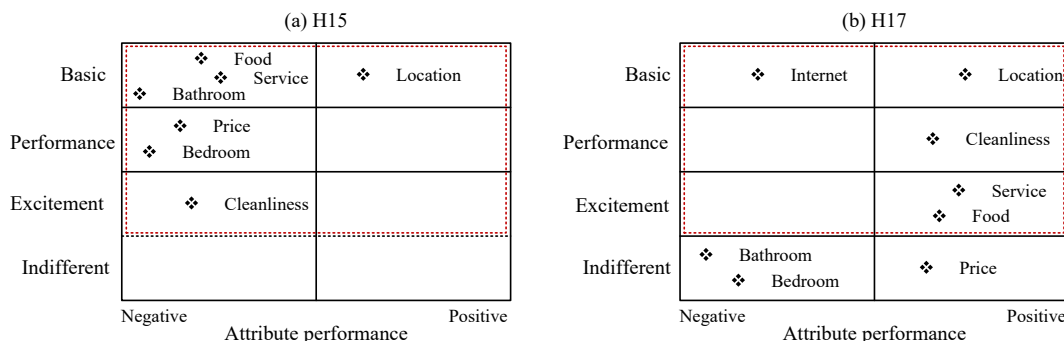 (a) H15
Basic
Performance
Excitement
Indifferent
Food
Service
Location
Bathroom
Price
Bedroom
Cleanliness
Negative
Positive
Attribute performance
(b) H17
Basic
Performance
Excitement
Indifferent
Internet
Location
Cleanliness
Service
Food
Bathroom
Bedroom
Price
Negative
Positive
Attribute performance